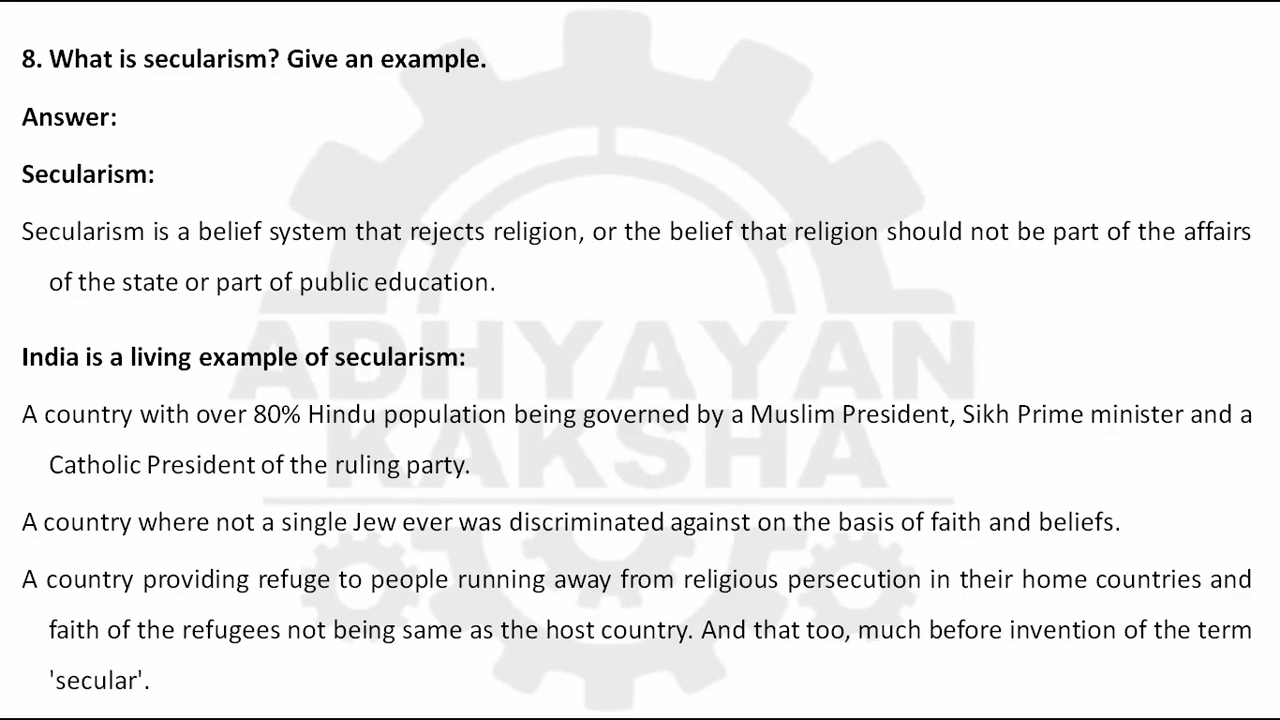 8. What is secularism? Give an example.
Answer:
Secularism:
Secularism is a belief system that rejects religion, or the belief that religion should not be part of the affairs
of the state or part of public education.
ADHYAYAN
India is a living example of secularism:
A country with over 80% Hindu population being governed by a Muslim President, Sikh Prime minister and a
KAKSHA
Catholic President of the ruling party.
A country where not a single Jew ever was discriminated against on the basis of faith and beliefs.
A country providing refuge to people running away from religious persecution in their home countries and
faith of the refugees not being same as the host country. And that too, much before invention of the term
'secular'.